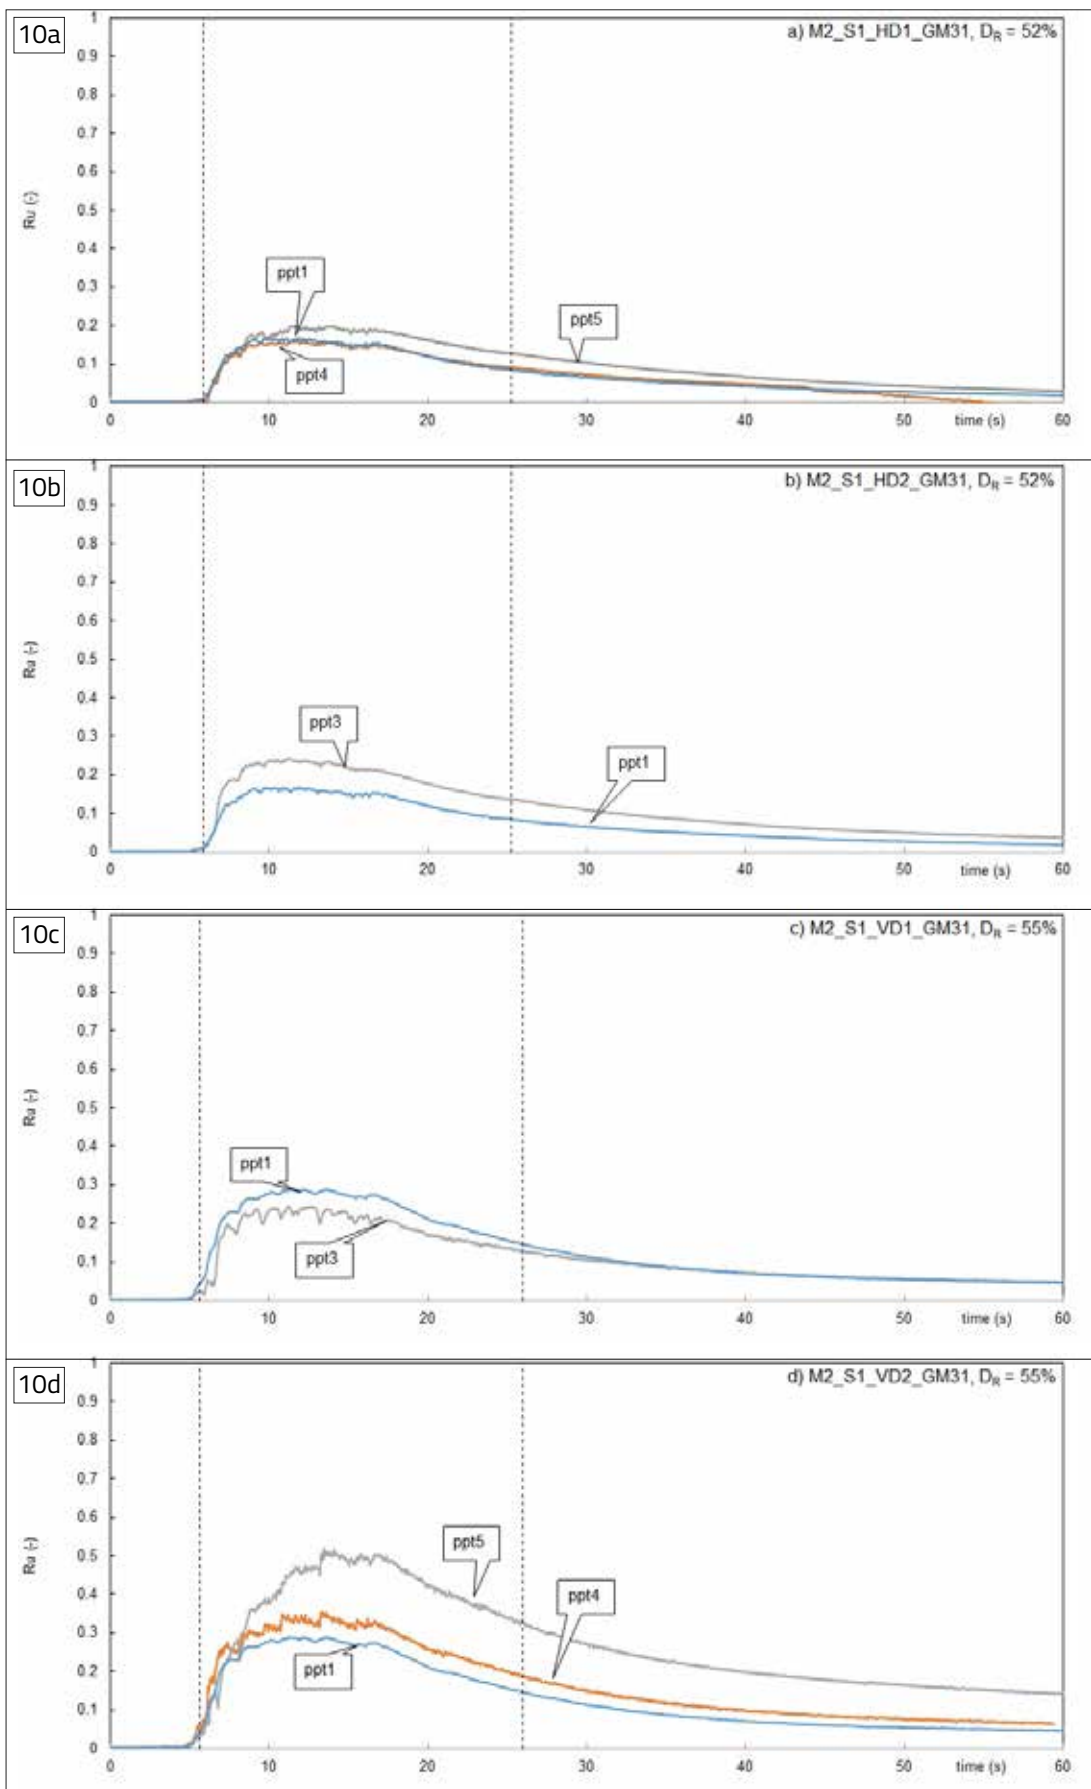 10a
a) M2_S1_HD1_GM31, DR = 52%
1
0.9
0.8
0.7
0.6
0.5
0.4
0.3
0.2
0.1
0
Ru (-)
ppt1
ppt5
ppt4
0 10 20 30 40 50 time (s) 60
10b
b) M2_S1_HD2_GM31, DR = 52%
1
0.9
0.8
0.7
0.6
0.5
0.4
0.3
0.2
0.1
0
Ru (-)
ppt3
ppt1
0 10 20 30 40 50 time (s) 60
10c
c) M2_S1_VD1_GM31, DR = 55%
1
0.9
0.8
0.7
0.6
0.5
0.4
0.3
0.2
0.1
0
Ru (-)
ppt1
ppt3
0 10 20 30 40 50 time (s) 60
10d
d) M2_S1_VD2_GM31, DR = 55%
1
0.9
0.8
0.7
0.6
0.5
0.4
0.3
0.2
0.1
0
Ru (-)
ppt5
ppt4
ppt1
0 10 20 30 40 50 time (s) 60